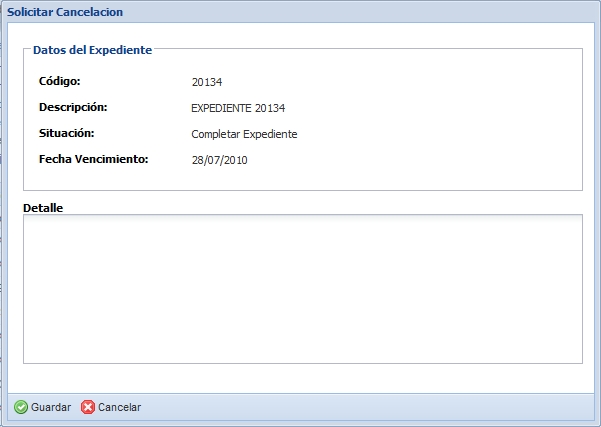 Solicitar Cancelacion
Datos del Expediente
Código: 20134
Descripción: EXPEDIENTE 20134
Situación: Completar Expediente
Fecha Vencimiento: 28/07/2010
Detalle
Guardar Cancelar